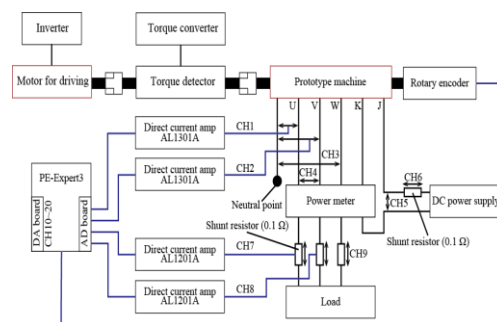 Inverter
Torque converter
Motor for driving
Torque detector
Prototype machine
Rotary encoder
U
V
W
K
J
Direct current amp
AL1301A
CH1
CH2
CH3
CH4
Direct current amp
AL1301A
CH6
CH5
DC power supply
PE-Expert3
DA board
CH10~20
AD board
Neutral point
Power meter
Shunt resistor (0.1 Ω)
Shunt resistor (0.1 Ω)
Direct current amp
AL1201A
CH7
CH9
Direct current amp
AL1201A
CH8
Load